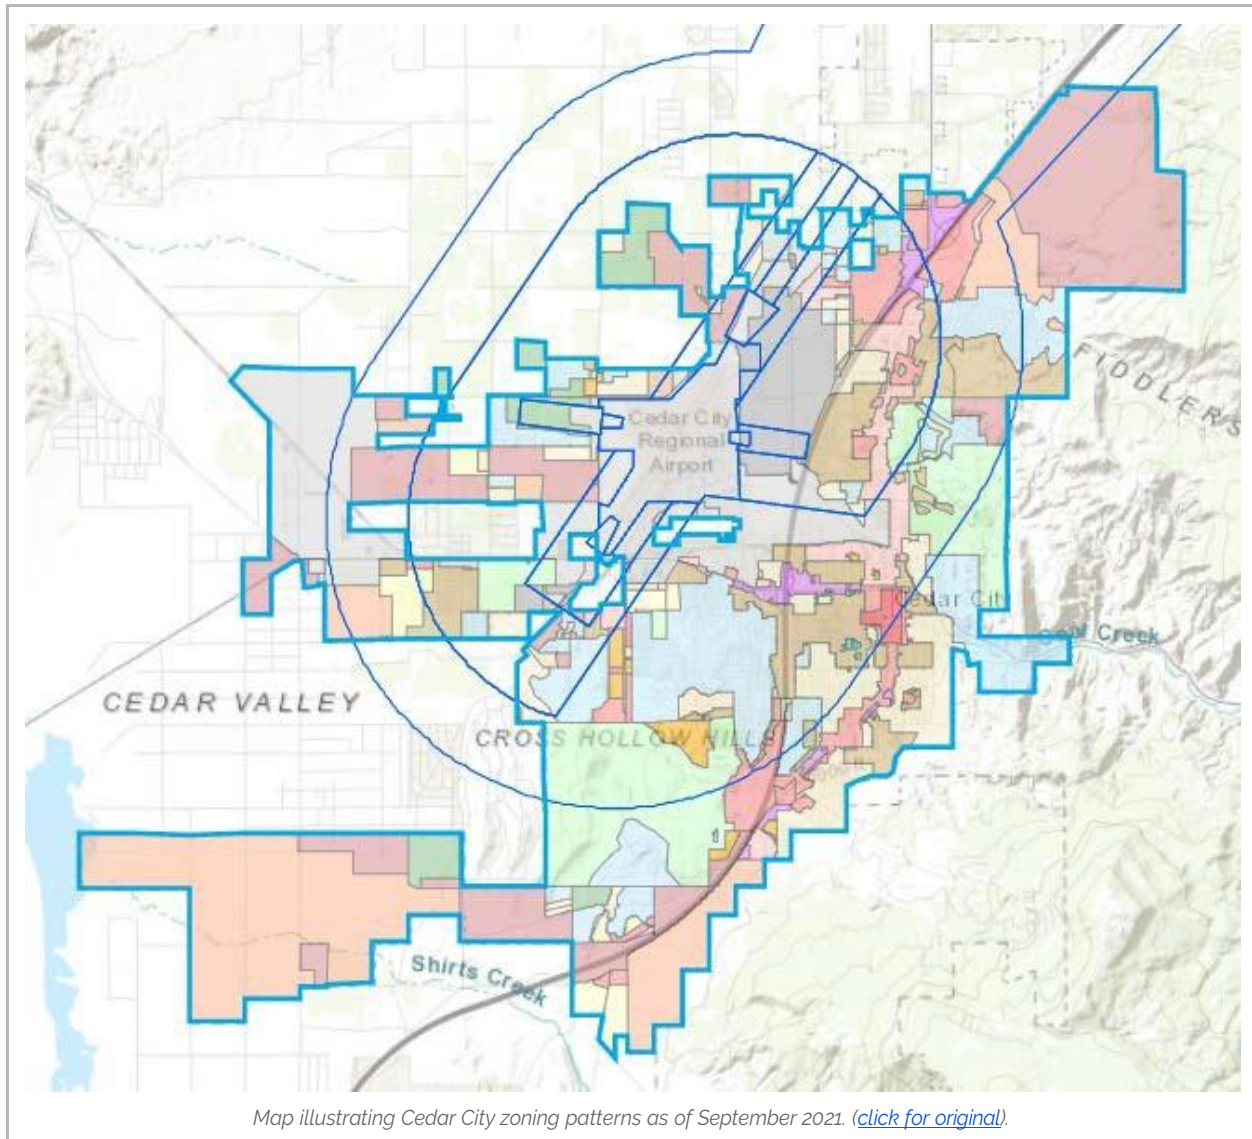 FIDDLERS
Cedar City
Regional
Airport
Cedar City
Coal Creek
CEDAR VALLEY
CROSS HOLLOW HILLS
Shirts Creek
Map illustrating Cedar City zoning patterns as of September 2021. (click for original).